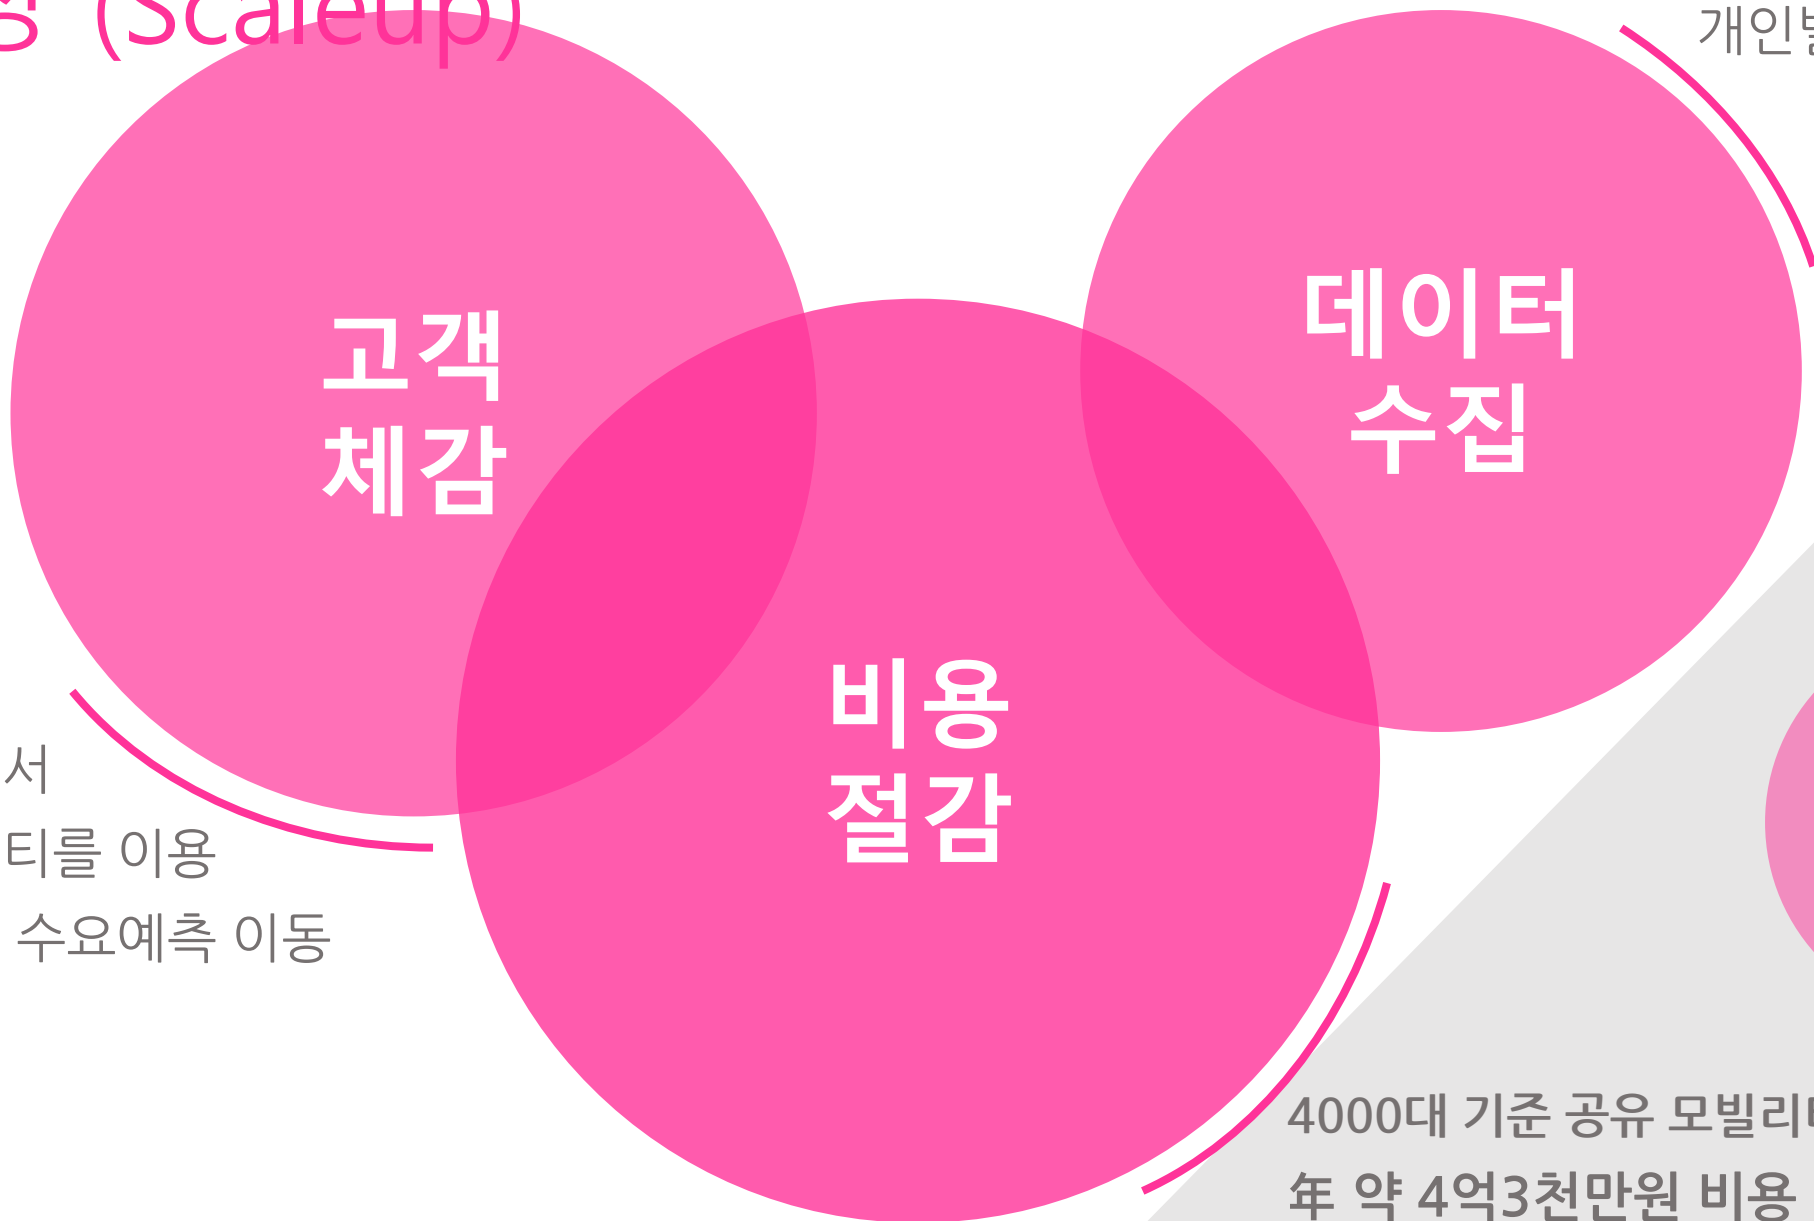 (Scaleup)
고객
체감
데이터
수집
비용
절감
서
티를 이용
수요예측 이동
4000대 기준 공유 모빌리
年 약 4억3천만원 비용